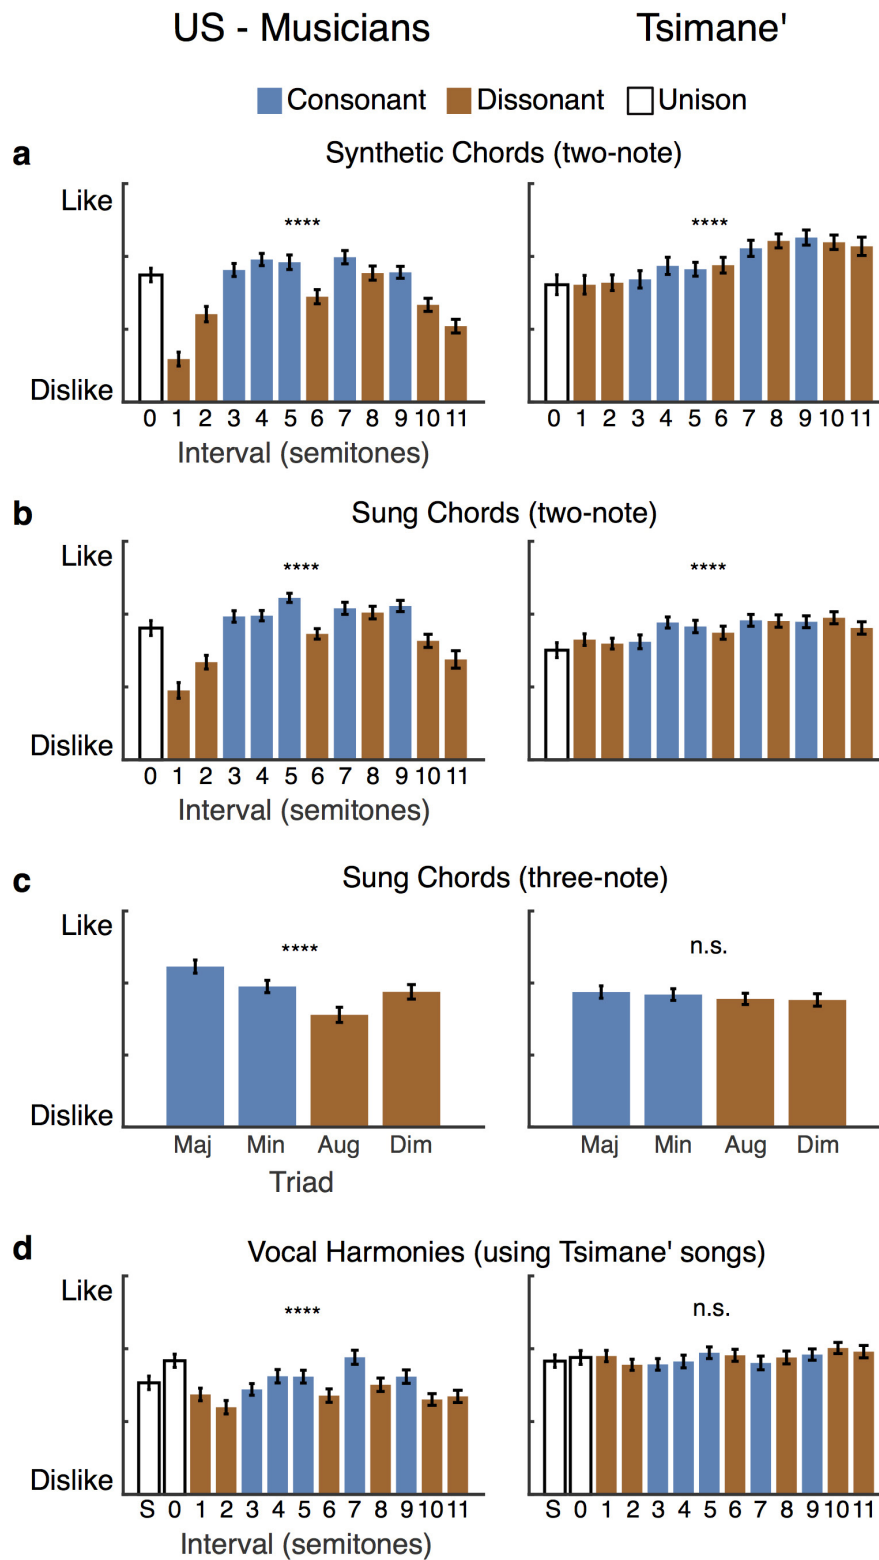 US - Musicians Tsimane'
Consonant Dissonant Unison
a Synthetic Chords (two-note)
Like
**** ****
Dislike
0 1 2 3 4 5 6 7 8 9 10 11 0 1 2 3 4 5 6 7 8 9 10 11
Interval (semitones)
b Sung Chords (two-note)
Like
**** ****
Dislike
0 1 2 3 4 5 6 7 8 9 10 11
Interval (semitones)
c Sung Chords (three-note)
Like
**** n.s.
Dislike
Maj Min Aug Dim Maj Min Aug Dim
Triad
d Vocal Harmonies (using Tsimane' songs)
Like
**** n.s.
Dislike
S 0 1 2 3 4 5 6 7 8 9 10 11 S 0 1 2 3 4 5 6 7 8 9 10 11
Interval (semitones)